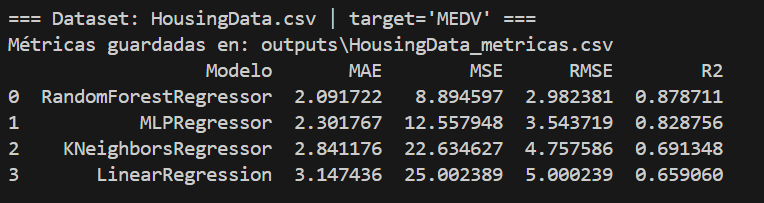 === Dataset: HousingData.csv | target='MEDV' ===
Métricas guardadas en: outputs\HousingData_metricas.csv
Modelo MAE MSE RMSE R2
0 RandomForestRegressor 2.091722 8.894597 2.982381 0.878711
1 MLPRegressor 2.301767 12.557948 3.543719 0.828756
2 KNeighborsRegressor 2.841176 22.634627 4.757586 0.691348
3 LinearRegression 3.147436 25.002389 5.000239 0.659060